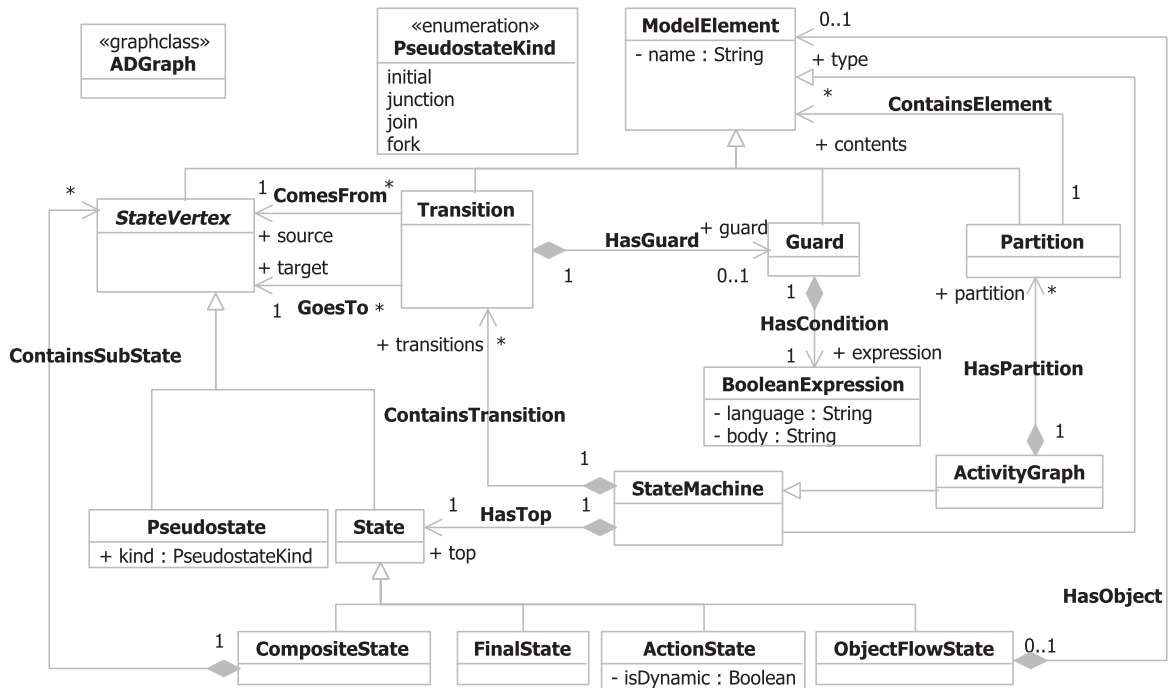 «graphclass»
ADGraph
«enumeration»
PseudostateKind
initial
junction
join
fork
ModelElement
- name : String
0..1
+ type
*
ContainsElement
+ contents
1
*
StateVertex
1
ComesFrom
*
+ source
+ target
1
GoesTo
*
Transition
HasGuard
+ guard
1
0..1
Guard
Partition
1
HasCondition
1
+ expression
+ partition
*
HasPartition
1
ContainsSubState
+ transitions
*
ContainsTransition
BooleanExpression
- language : String
- body : String
ActivityGraph
1
StateMachine
1
HasTop
1
+ top
Pseudostate
+ kind : PseudostateKind
State
HasObject
1
CompositeState
FinalState
ActionState
- isDynamic : Boolean
ObjectFlowState
0..1